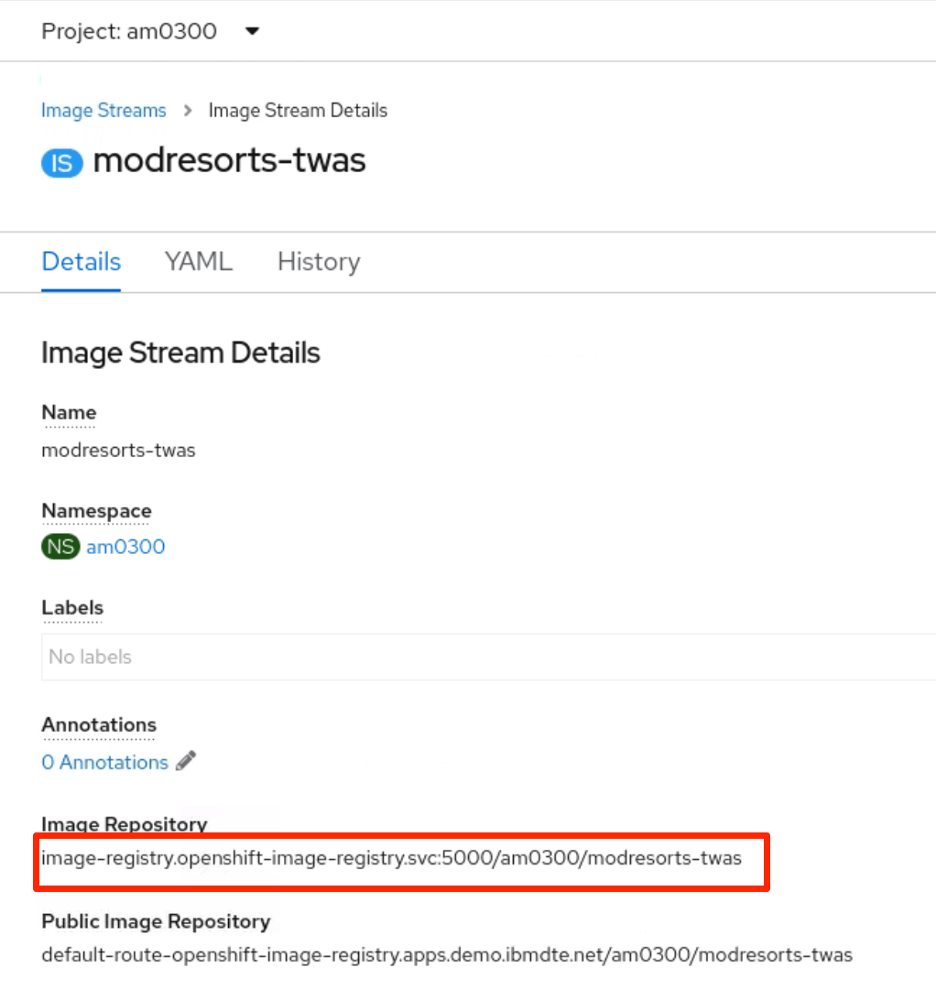 Project: am0300
Image Streams > Image Stream Details
IS modresorts-twas
Details YAML History
Image Stream Details
Name
modresorts-twas
Namespace
NS am0300
Labels
No labels
Annotations
0 Annotations
Image Repository
image-registry.openshift-image-registry.svc:5000/am0300/modresorts-twas
Public Image Repository
default-route-openshift-image-registry.apps.demo.ibmdte.net/am0300/modresorts-twas